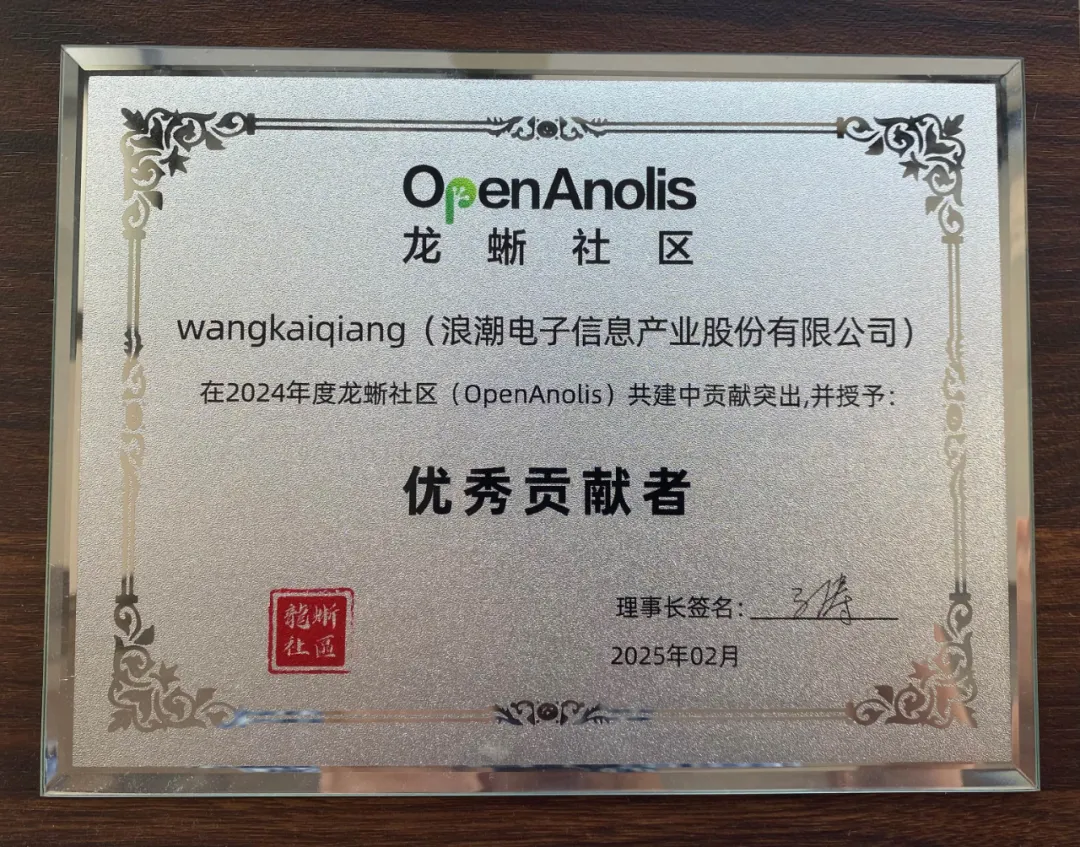 OpenAnolis
龙蜥社区
wangkaiqiang（浪潮电子信息产业股份有限公司）
在2024年度龙蜥社区（OpenAnolis）共建中贡献突出,并授予：
优秀贡献者
龍蜥
社區
理事长签名：
2025年02月